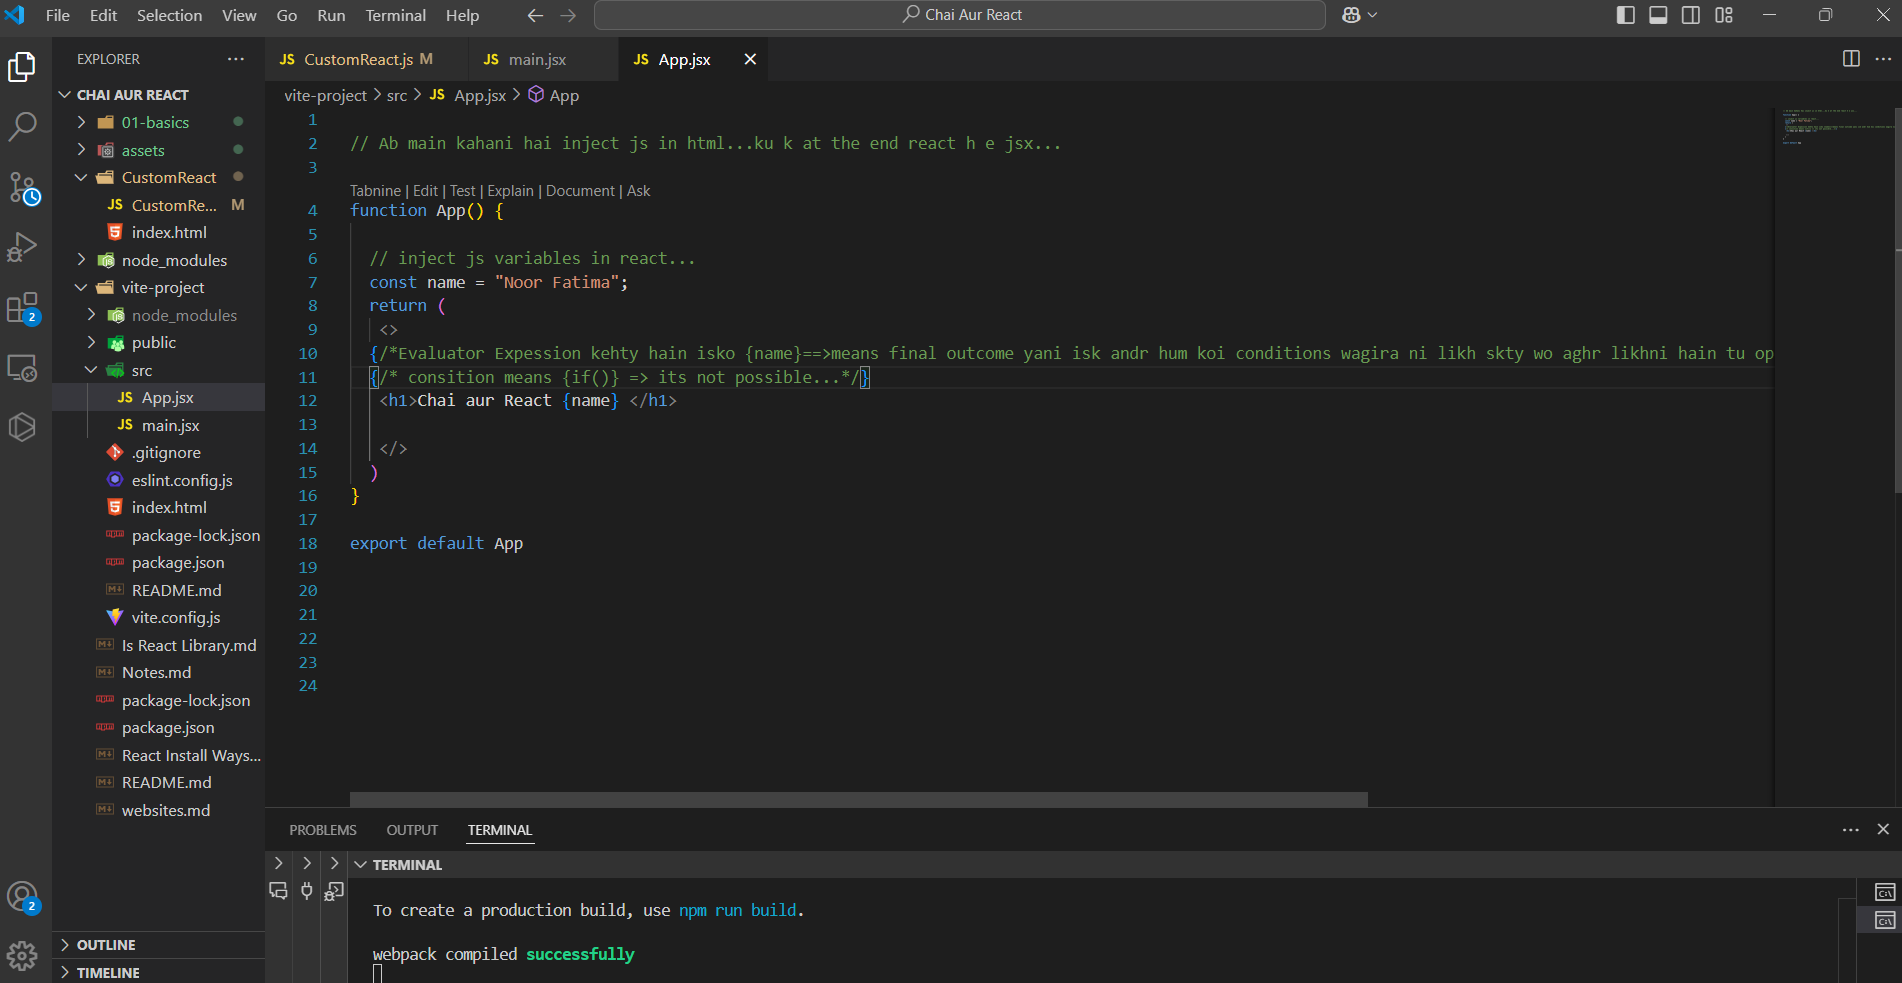 File Edit Selection View Go Run Terminal Help
Chai Aur React
EXPLORER
CHAI AUR REACT
01-basics
assets
CustomReact
JS CustomRe... M
index.html
node_modules
vite-project
node_modules
public
src
JS App.jsx
JS main.jsx
.gitignore
eslint.config.js
index.html
package-lock.json
package.json
README.md
vite.config.js
Is React Library.md
Notes.md
package-lock.json
package.json
React Install Ways...
README.md
websites.md
OUTLINE
TIMELINE
2
2
JS CustomReact.js M
JS main.jsx
JS App.jsx
vite-project > src > JS App.jsx > App
1
2 // Ab main kahani hai inject js in html...ku k at the end react h e jsx...
3
Tabnine | Edit | Test | Explain | Document | Ask
4 function App() {
5
6 // inject js variables in react...
7 const name = "Noor Fatima";
8 return (
9 <>
10 {/*Evaluator Expession kehty hain isko {name}==>means final outcome yani isk andr hum koi conditions wagira ni likh skty wo aghr likhni hain tu op
11 {/* consition means {if()} => its not possible...*/}
12 <h1>Chai aur React {name} </h1>
13
14 </>
15 )
16 }
17
18 export default App
19
20
21
22
23
24
PROBLEMS OUTPUT TERMINAL
TERMINAL
To create a production build, use npm run build.
webpack compiled successfully